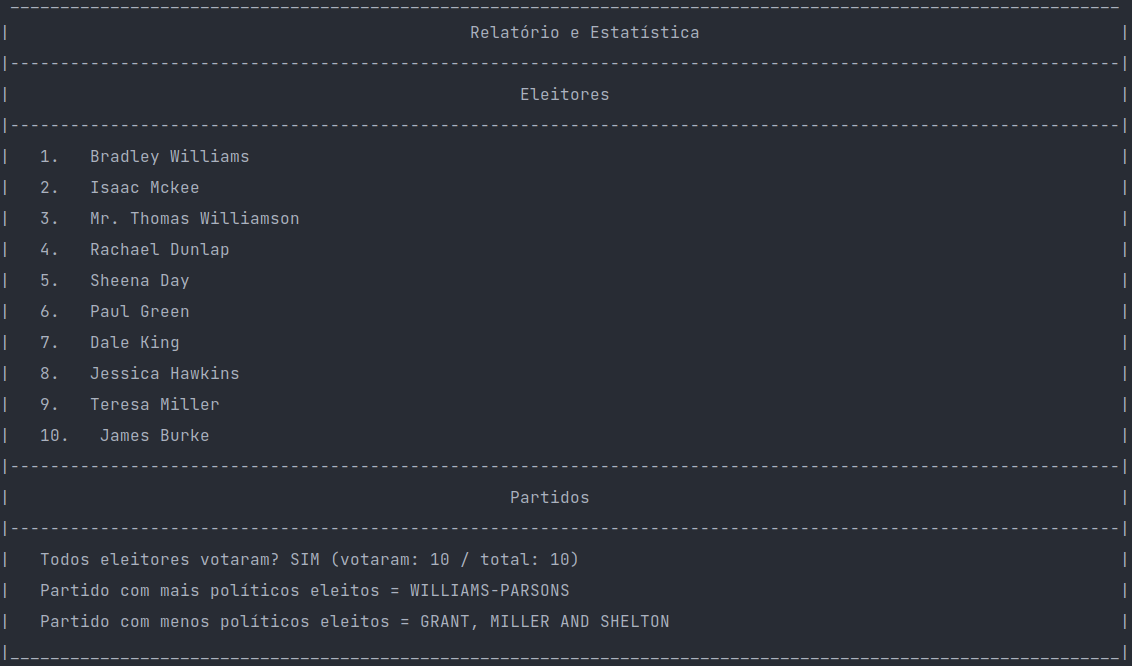 Relatório e Estatística
Eleitores
1. Bradley Williams
2. Isaac Mckee
3. Mr. Thomas Williamson
4. Rachael Dunlap
5. Sheena Day
6. Paul Green
7. Dale King
8. Jessica Hawkins
9. Teresa Miller
10. James Burke
Partidos
Todos eleitores votaram? SIM (votaram: 10 / total: 10)
Partido com mais políticos eleitos = WILLIAMS-PARSONS
Partido com menos políticos eleitos = GRANT, MILLER AND SHELTON